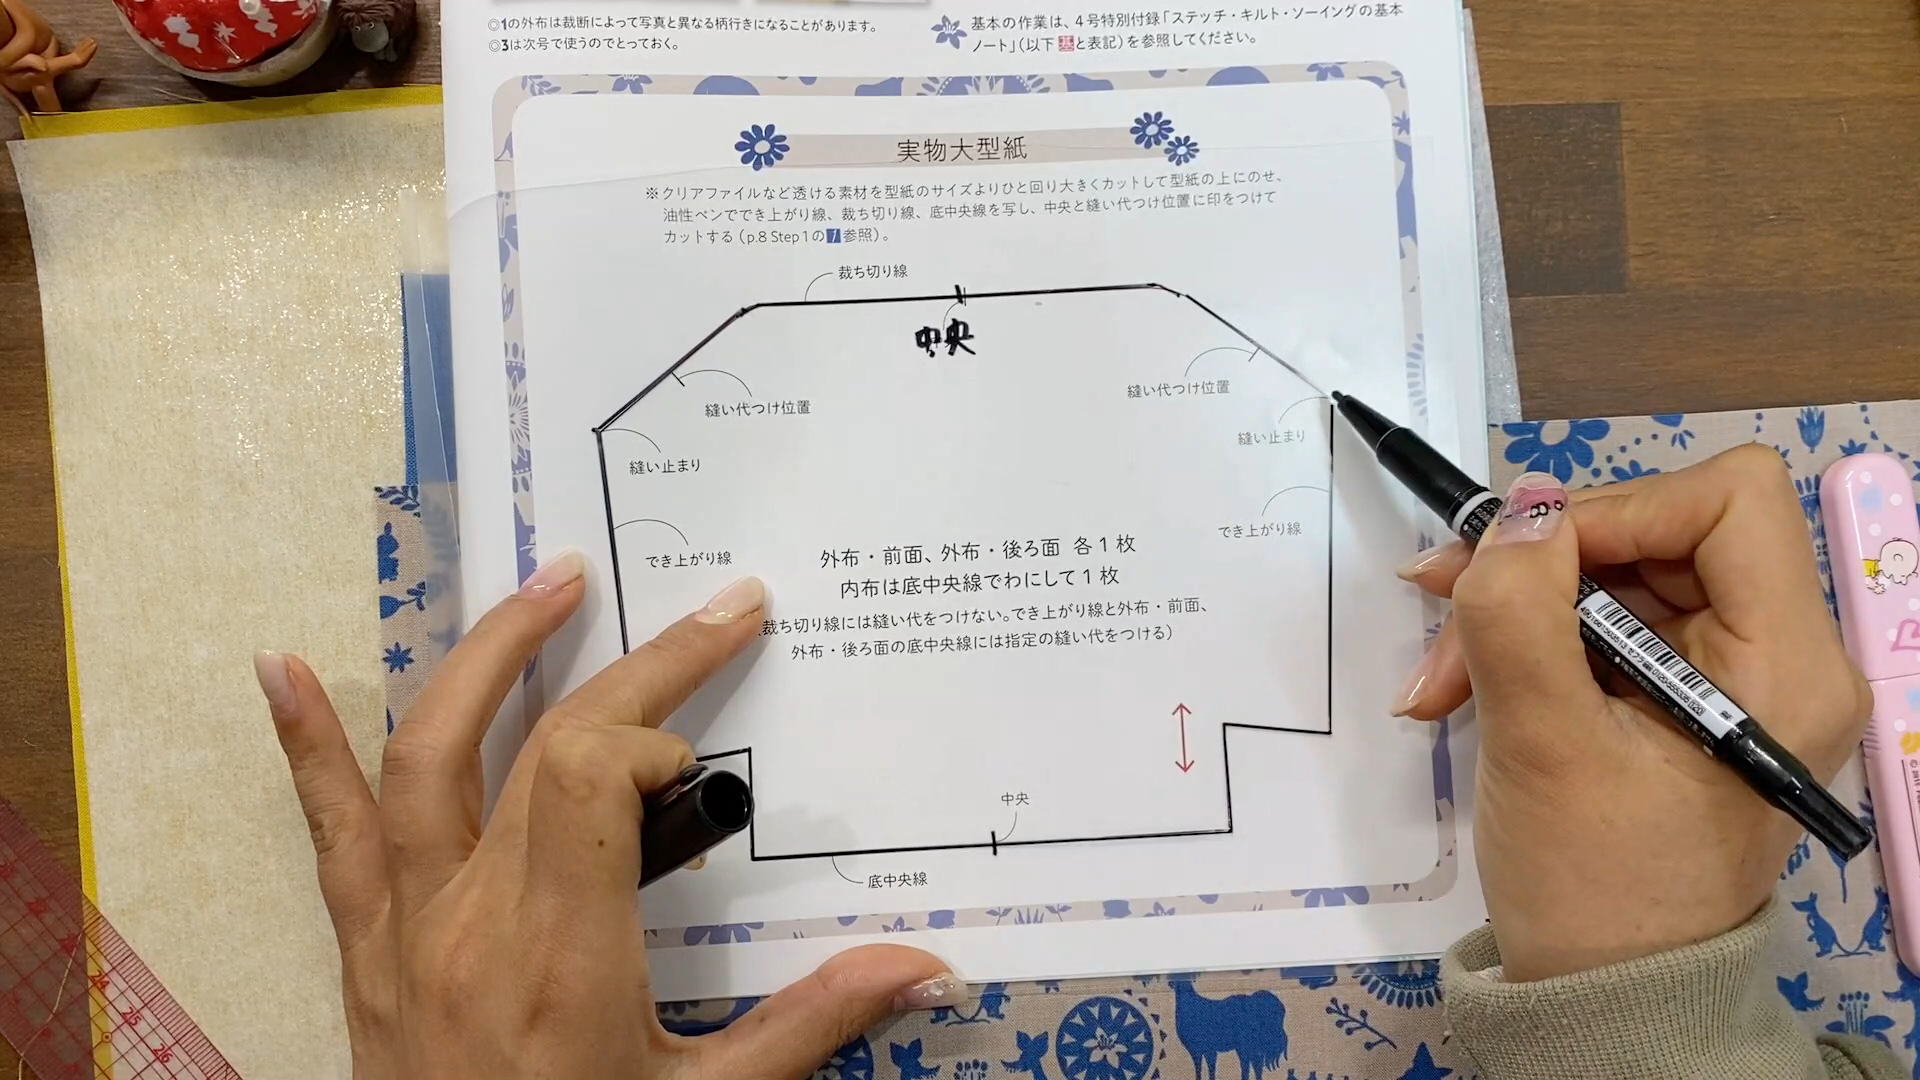 ◎1の外布は裁断によって写真と異なる柄行きになることがあります。
◎3は次号で使うのでとっておく。
基本の作業は、4号特別付録「ステッチ・キルト・ソーイングの基本
ノート」(以下基と表記)を参照してください。
実物大型紙
※クリアファイルなど透ける素材を型紙のサイズよりひと回り大きくカットして型紙の上にのせ、
油性ペンででき上がり線、裁ち切り線、底中央線を写し、中央と縫い代つけ位置に印をつけて
カットする(p.8 Step1の1参照)。
裁ち切り線
中央
縫い代つけ位置
縫い代つけ位置
縫い止まり
縫い止まり
でき上がり線
でき上がり線
外布・前面、外布・後ろ面 各1枚
内布は底中央線でわにして1枚
裁ち切り線には縫い代をつけない。でき上がり線と外布・前面、
外布・後ろ面の底中央線には指定の縫い代をつける)
中央
底中央線
24
25
26